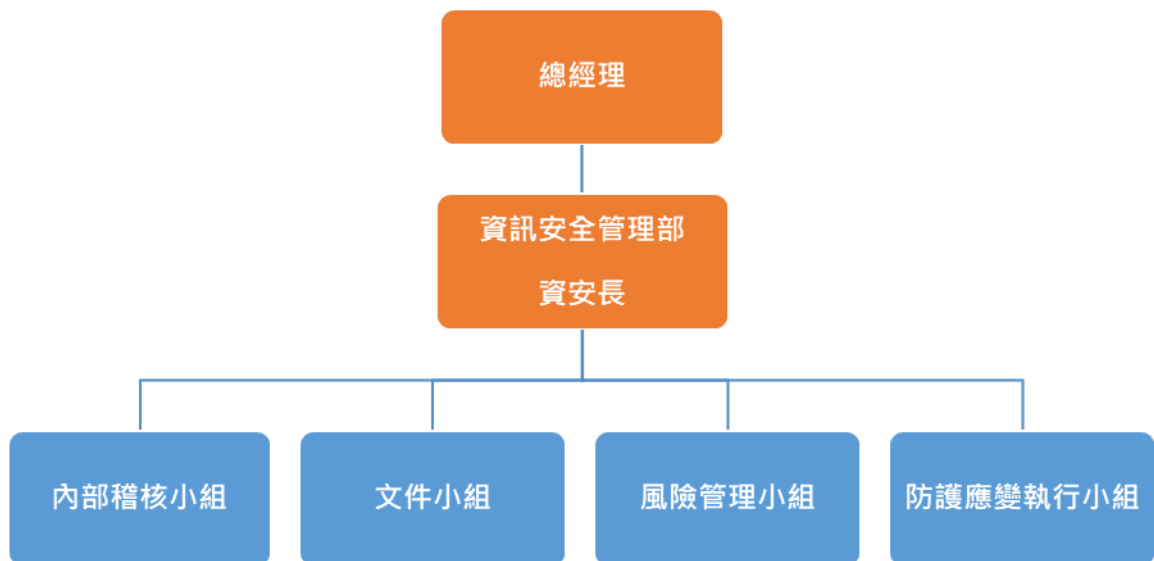 總經理
資訊安全管理部
資安長
內部稽核小組
文件小組
風險管理小組
防護應變執行小組